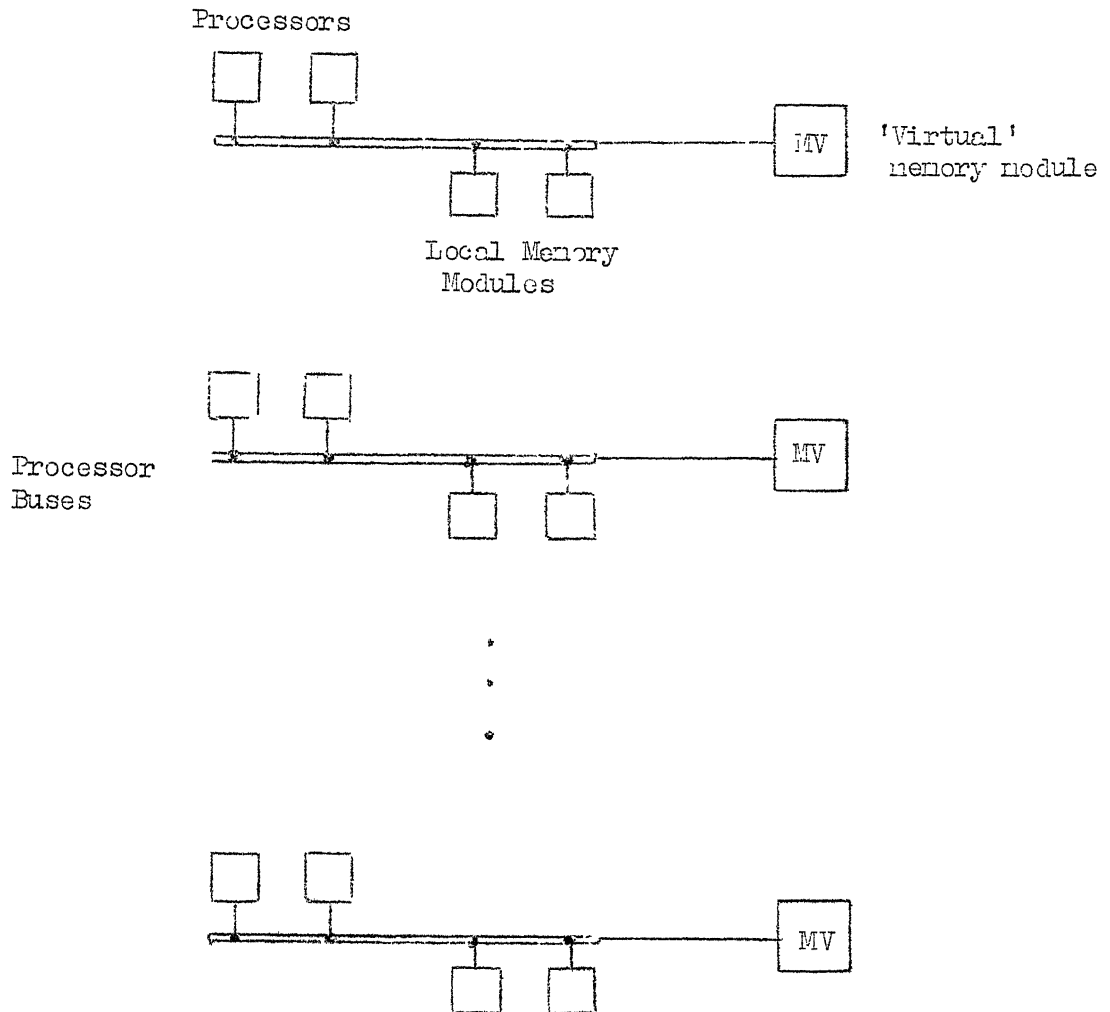 Processors
MV
'Virtual'
memory module
Local Memory
Modules
Processor
Buses
MV
MV